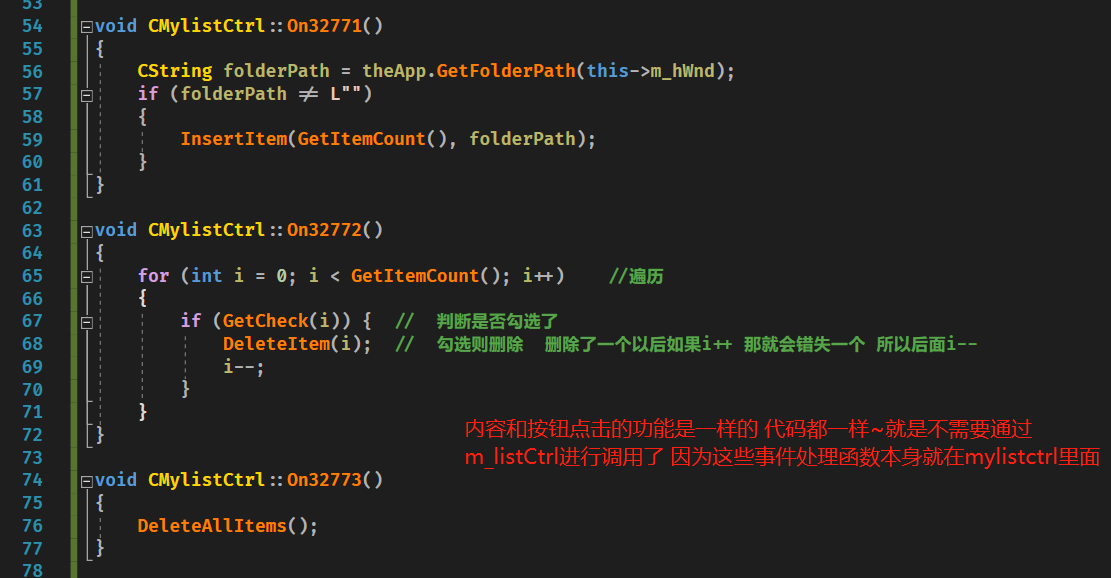 53
54 void CMylistCtrl::On32771()
55 {
56 CString folderPath = theApp.GetFolderPath(this->m_hWnd);
57 if (folderPath ≠ L"")
58 {
59 InsertItem(GetItemCount(), folderPath);
60 }
61 }
62
63 void CMylistCtrl::On32772()
64 {
65 for (int i = 0; i < GetItemCount(); i++) //遍历
66 {
67 if (GetCheck(i)) { // 判断是否勾选了
68 DeleteItem(i); // 勾选则删除 删除了一个以后如果i++ 那就会错失一个 所以后面i--
69 i--;
70 }
71 }
72 }
内容和按钮点击的功能是一样的 代码都一样~就是不需要通过
73
m_listCtrl进行调用了 因为这些事件处理函数本身就在mylistctrl里面
74 void CMylistCtrl::On32773()
75 {
76 DeleteAllItems();
77 }
78